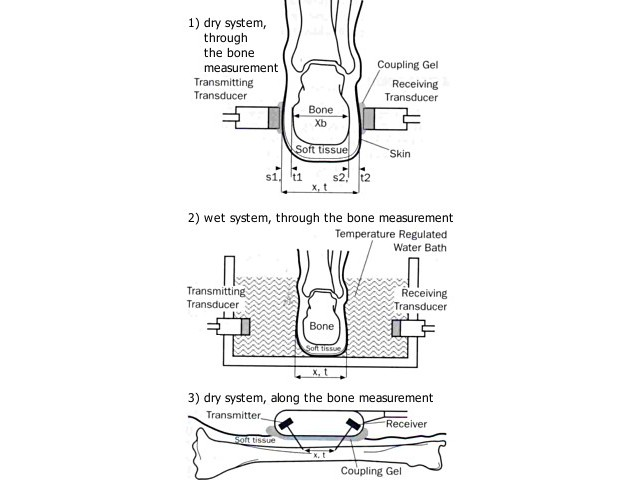 1) dry system,
through
the bone
measurement
Transmitting
Transducer
Coupling Gel
Receiving
Transducer
Bone
Xb
Soft tissue
Skin
s1, t1 s2, t2
x, t
2) wet system, through the bone measurement
Temperature Regulated
Water Bath
Transmitting
Transducer
Receiving
Transducer
Bone
Soft tissue
x, t
3) dry system, along the bone measurement
Transmitter
Receiver
Soft tissue
x, t
Coupling Gel